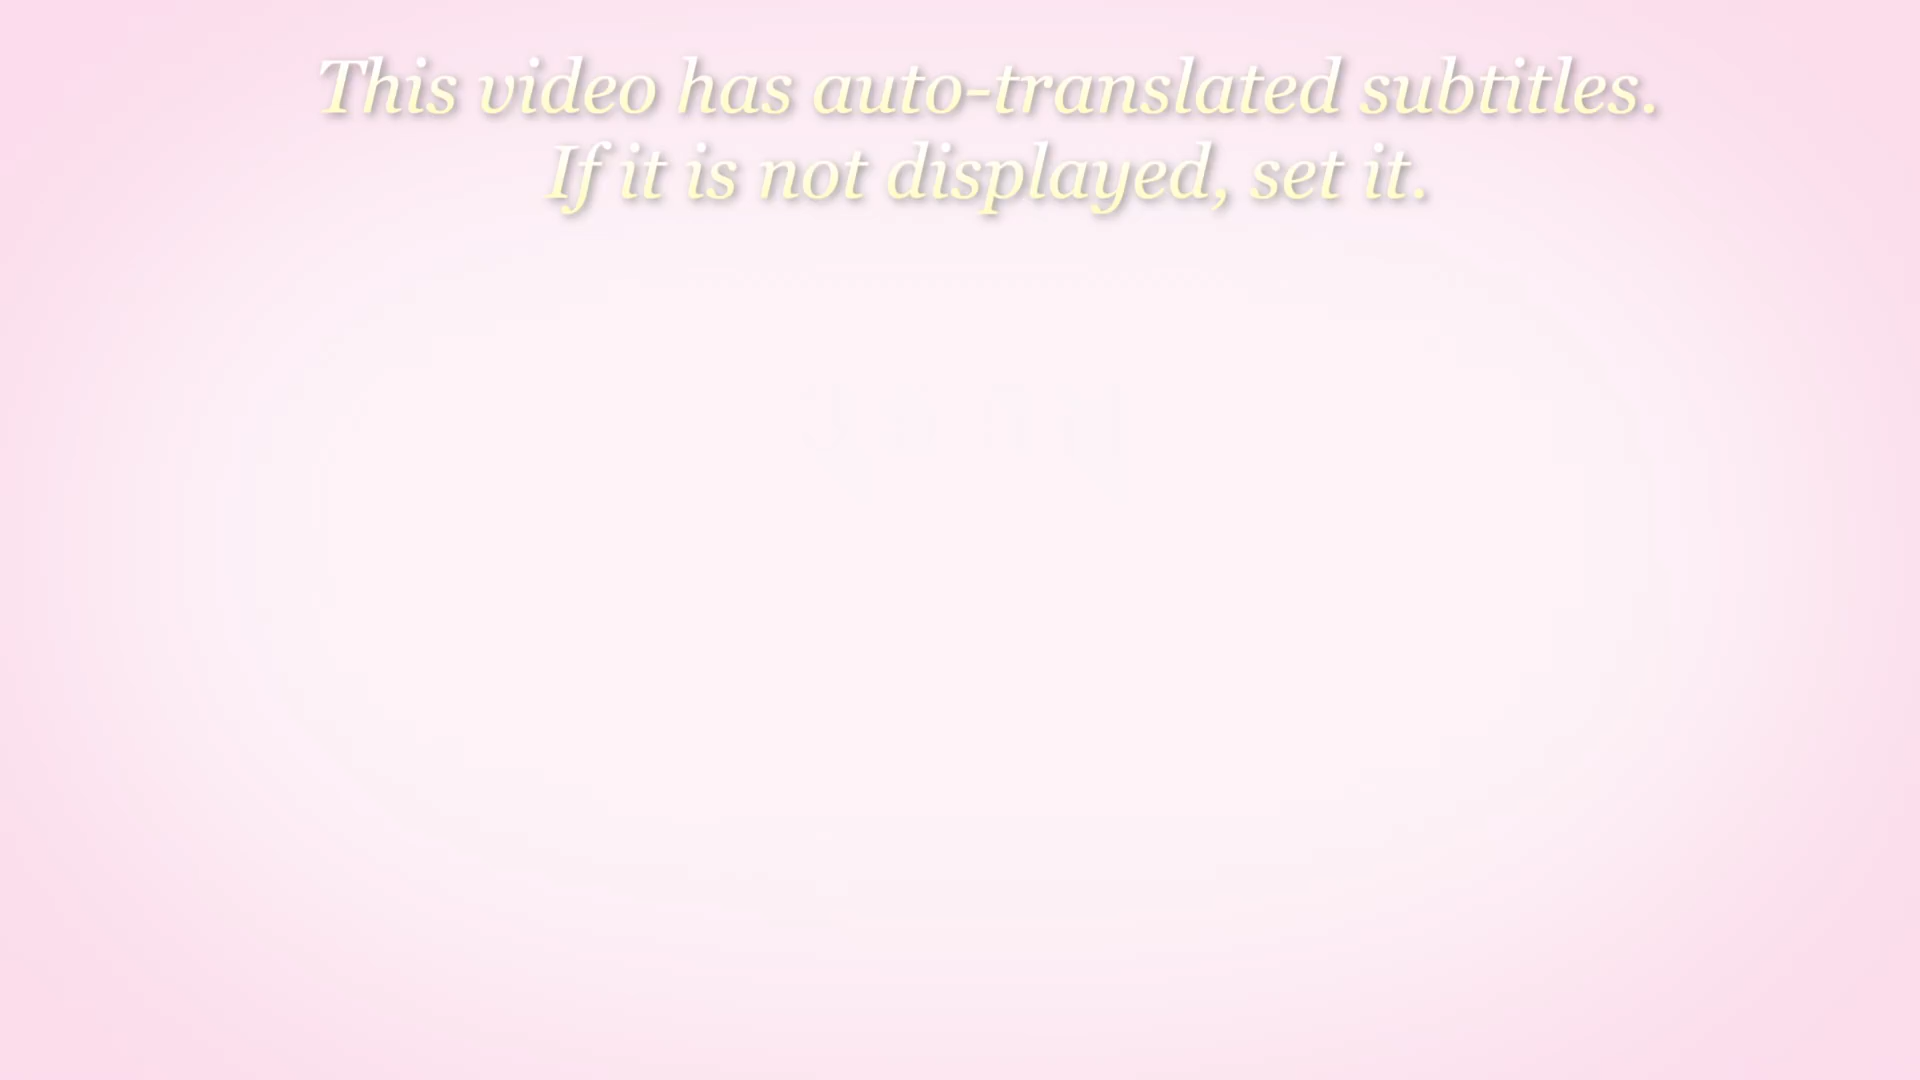 This video has auto-translated subtitles.
If it is not displayed, set it.